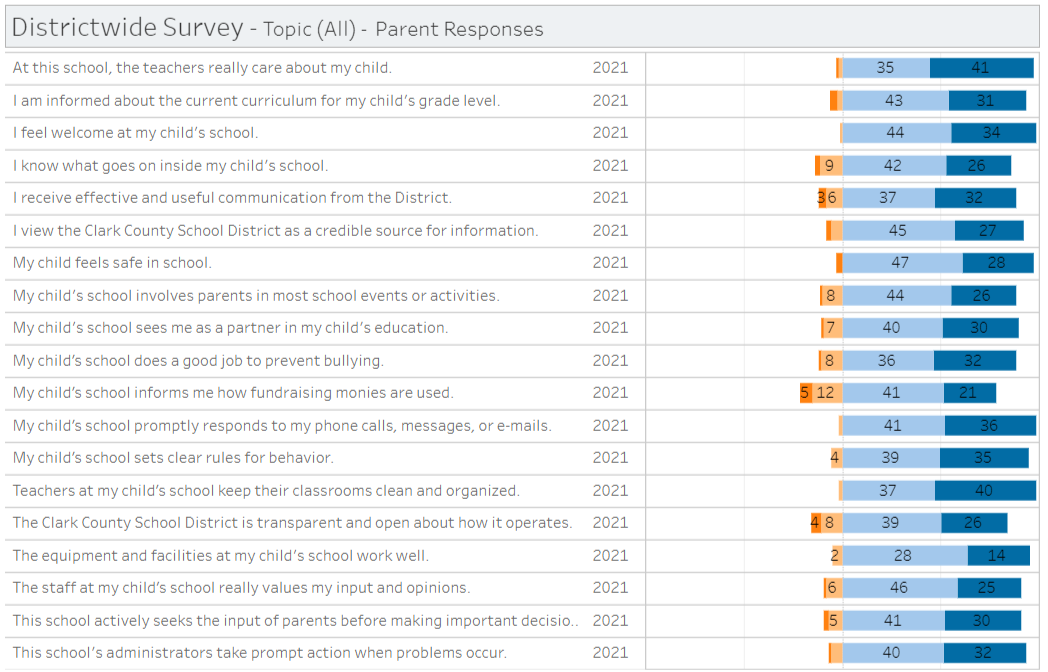 Districtwide Survey - Topic (All) - Parent Responses
At this school, the teachers really care about my child. 2021 35 41
I am informed about the current curriculum for my child's grade level. 2021 43 31
I feel welcome at my child's school. 2021 44 34
I know what goes on inside my child's school. 2021 9 42 26
I receive effective and useful communication from the District. 2021 3 6 37 32
I view the Clark County School District as a credible source for information. 2021 45 27
My child feels safe in school. 2021 47 28
My child's school involves parents in most school events or activities. 2021 8 44 26
My child's school sees me as a partner in my child's education. 2021 7 40 30
My child's school does a good job to prevent bullying. 2021 8 36 32
My child's school informs me how fundraising monies are used. 2021 5 12 41 21
My child's school promptly responds to my phone calls, messages, or e-mails. 2021 41 36
My child's school sets clear rules for behavior. 2021 4 39 35
Teachers at my child's school keep their classrooms clean and organized. 2021 37 40
The Clark County School District is transparent and open about how it operates. 2021 4 8 39 26
The equipment and facilities at my child's school work well. 2021 2 28 14
The staff at my child's school really values my input and opinions. 2021 6 46 25
This school actively seeks the input of parents before making important decisio.. 2021 5 41 30
This school's administrators take prompt action when problems occur. 2021 40 32